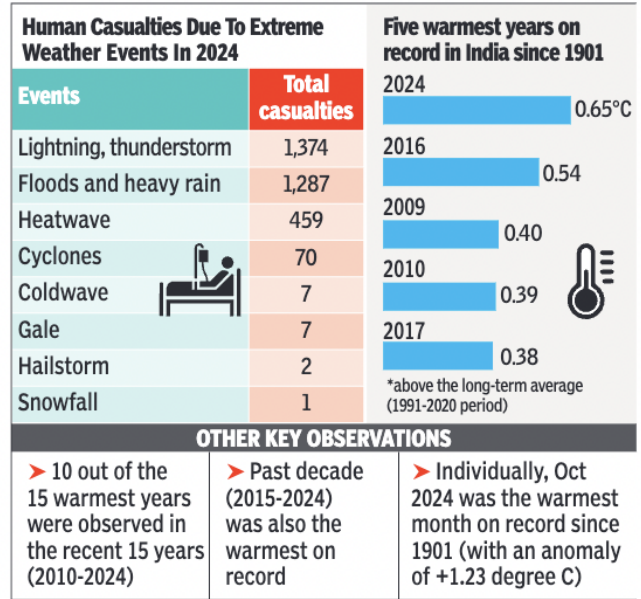 Human Casualties Due To Extreme
Weather Events In 2024
Events
Total
casualties
Lightning, thunderstorm 1,374
Floods and heavy rain 1,287
Heatwave 459
Cyclones 70
Coldwave 7
Gale 7
Hailstorm 2
Snowfall 1
Five warmest years on
record in India since 1901
2024
0.65°C
2016
0.54
2009
0.40
2010
0.39
2017
0.38
*above the long-term average
(1991-2020 period)
OTHER KEY OBSERVATIONS
➤ 10 out of the
15 warmest years
were observed in
the recent 15 years
(2010-2024)
➤ Past decade
(2015-2024)
was also the
warmest on
record
➤ Individually, Oct
2024 was the warmest
month on record since
1901 (with an anomaly
of +1.23 degree C)